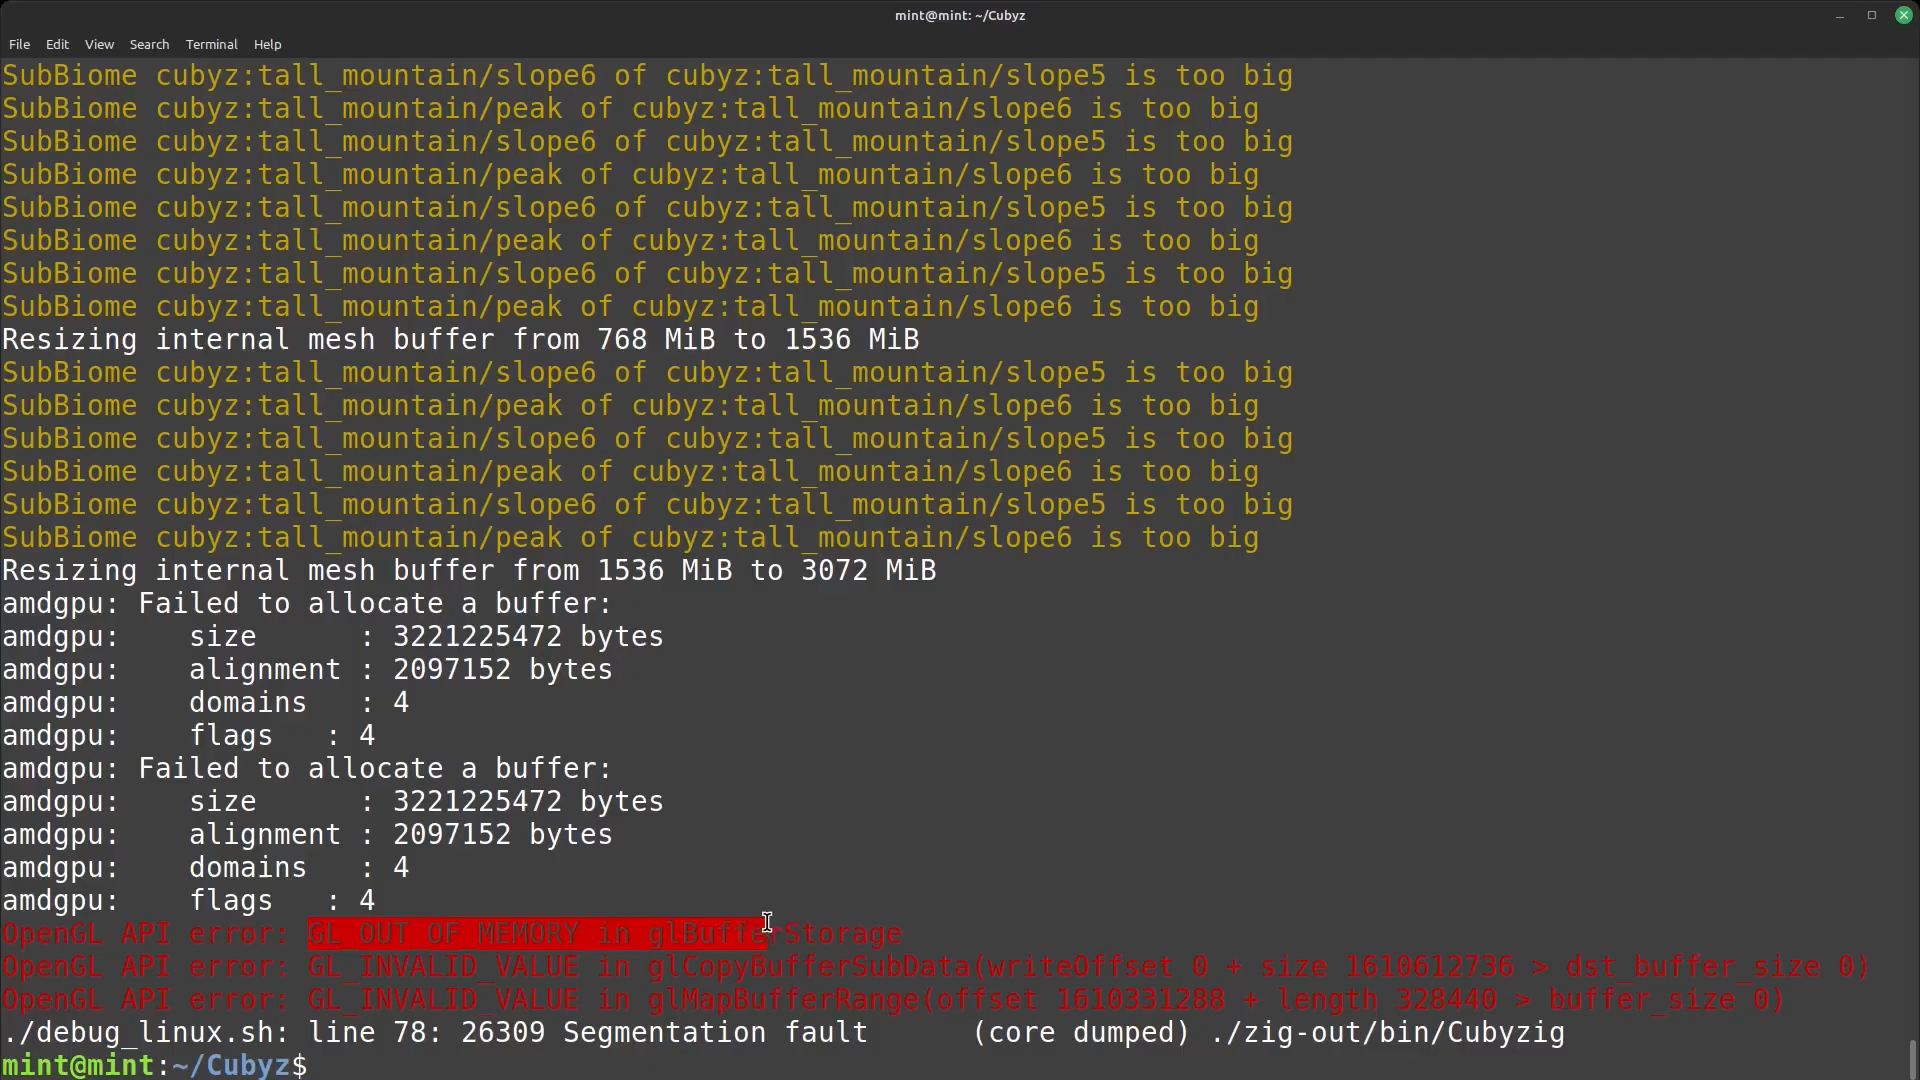 mint@mint: ~/Cubyz
File Edit View Search Terminal Help
SubBiome cubyz:tall_mountain/slope6 of cubyz:tall_mountain/slope5 is too big
SubBiome cubyz:tall_mountain/peak of cubyz:tall_mountain/slope6 is too big
SubBiome cubyz:tall_mountain/slope6 of cubyz:tall_mountain/slope5 is too big
SubBiome cubyz:tall_mountain/peak of cubyz:tall_mountain/slope6 is too big
SubBiome cubyz:tall_mountain/slope6 of cubyz:tall_mountain/slope5 is too big
SubBiome cubyz:tall_mountain/peak of cubyz:tall_mountain/slope6 is too big
SubBiome cubyz:tall_mountain/slope6 of cubyz:tall_mountain/slope5 is too big
SubBiome cubyz:tall_mountain/peak of cubyz:tall_mountain/slope6 is too big
Resizing internal mesh buffer from 768 MiB to 1536 MiB
SubBiome cubyz:tall_mountain/slope6 of cubyz:tall_mountain/slope5 is too big
SubBiome cubyz:tall_mountain/peak of cubyz:tall_mountain/slope6 is too big
SubBiome cubyz:tall_mountain/slope6 of cubyz:tall_mountain/slope5 is too big
SubBiome cubyz:tall_mountain/peak of cubyz:tall_mountain/slope6 is too big
SubBiome cubyz:tall_mountain/slope6 of cubyz:tall_mountain/slope5 is too big
SubBiome cubyz:tall_mountain/peak of cubyz:tall_mountain/slope6 is too big
Resizing internal mesh buffer from 1536 MiB to 3072 MiB
amdgpu: Failed to allocate a buffer:
amdgpu:    size      : 3221225472 bytes
amdgpu:    alignment : 2097152 bytes
amdgpu:    domains   : 4
amdgpu:    flags   : 4
amdgpu: Failed to allocate a buffer:
amdgpu:    size      : 3221225472 bytes
amdgpu:    alignment : 2097152 bytes
amdgpu:    domains   : 4
amdgpu:    flags   : 4
OpenGL API error: GL_OUT_OF_MEMORY in glBufferStorage
OpenGL API error: GL_INVALID_VALUE in glCopyBufferSubData(writeOffset 0 + size 1610612736 > dst_buffer_size 0)
OpenGL API error: GL_INVALID_VALUE in glMapBufferRange(offset 1610331288 + length 328440 > buffer_size 0)
./debug_linux.sh: line 78: 26309 Segmentation fault      (core dumped) ./zig-out/bin/Cubyzig
mint@mint:~/Cubyz$